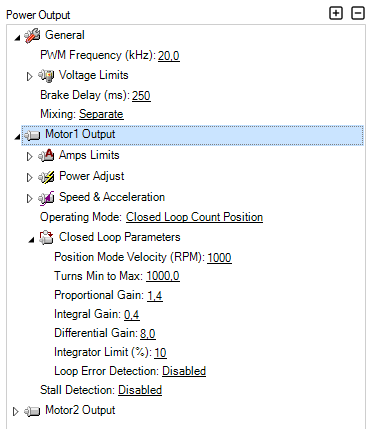 Power Output
General
PWM Frequency (kHz): 20,0
Voltage Limits
Brake Delay (ms): 250
Mixing: Separate
Motor1 Output
Amps Limits
Power Adjust
Speed & Acceleration
Operating Mode: Closed Loop Count Position
Closed Loop Parameters
Position Mode Velocity (RPM): 1000
Turns Min to Max: 1000,0
Proportional Gain: 1,4
Integral Gain: 0,4
Differential Gain: 8,0
Integrator Limit (%): 10
Loop Error Detection: Disabled
Stall Detection: Disabled
Motor2 Output